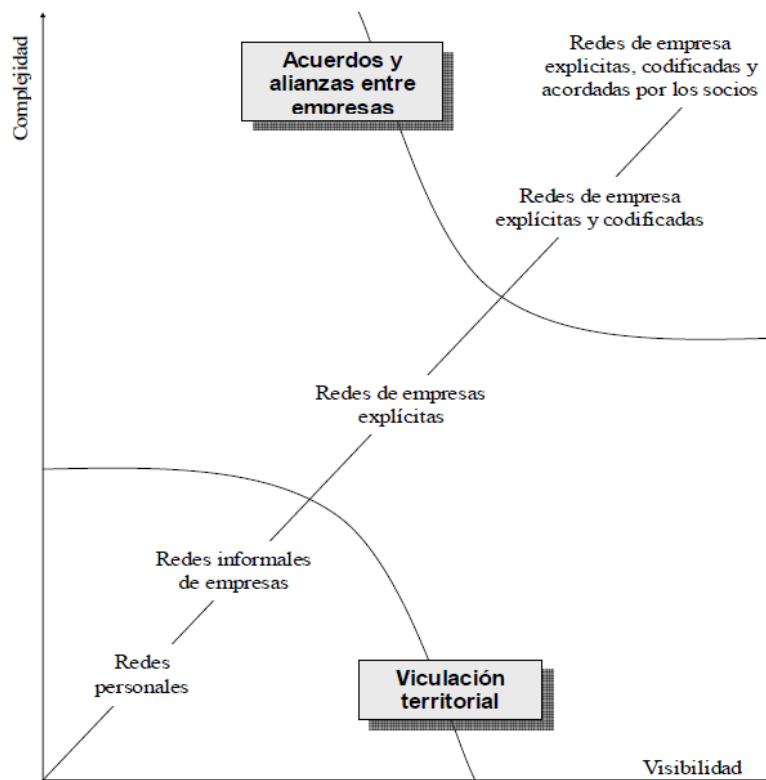 Complejidad
Acuerdos y
alianzas entre
empresas
Redes de empresa
explicitas, codificadas y
acordadas por los socios
Redes de empresa
explícitas y codificadas
Redes de empresas
explícitas
Redes informales
de empresas
Redes
personales
Viculación
territorial
Visibilidad